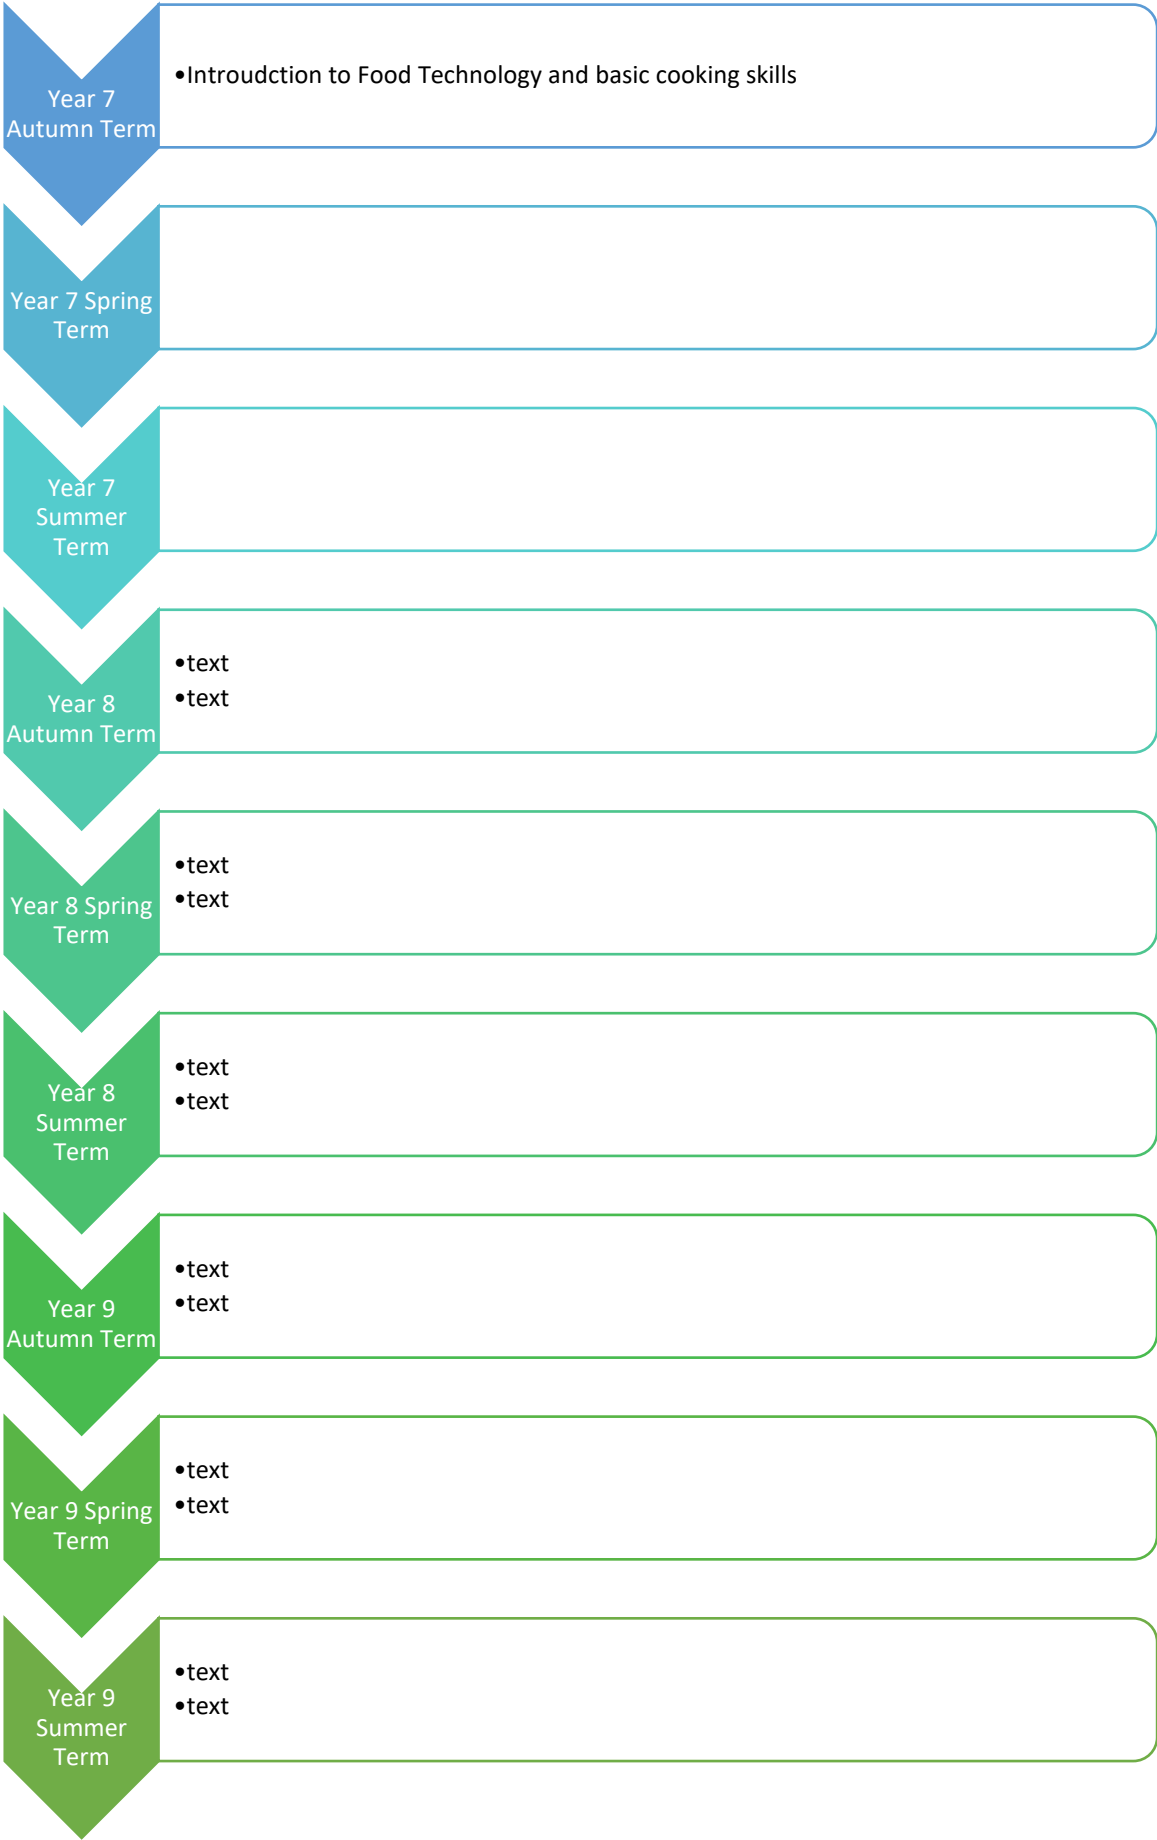 Year 7
Autumn Term
•Introudction to Food Technology and basic cooking skills
Year 7 Spring
Term
Year 7
Summer
Term
Year 8
Autumn Term
•text
•text
Year 8 Spring
Term
•text
•text
Year 8
Summer
Term
•text
•text
Year 9
Autumn Term
•text
•text
Year 9 Spring
Term
•text
•text
Year 9
Summer
Term
•text
•text